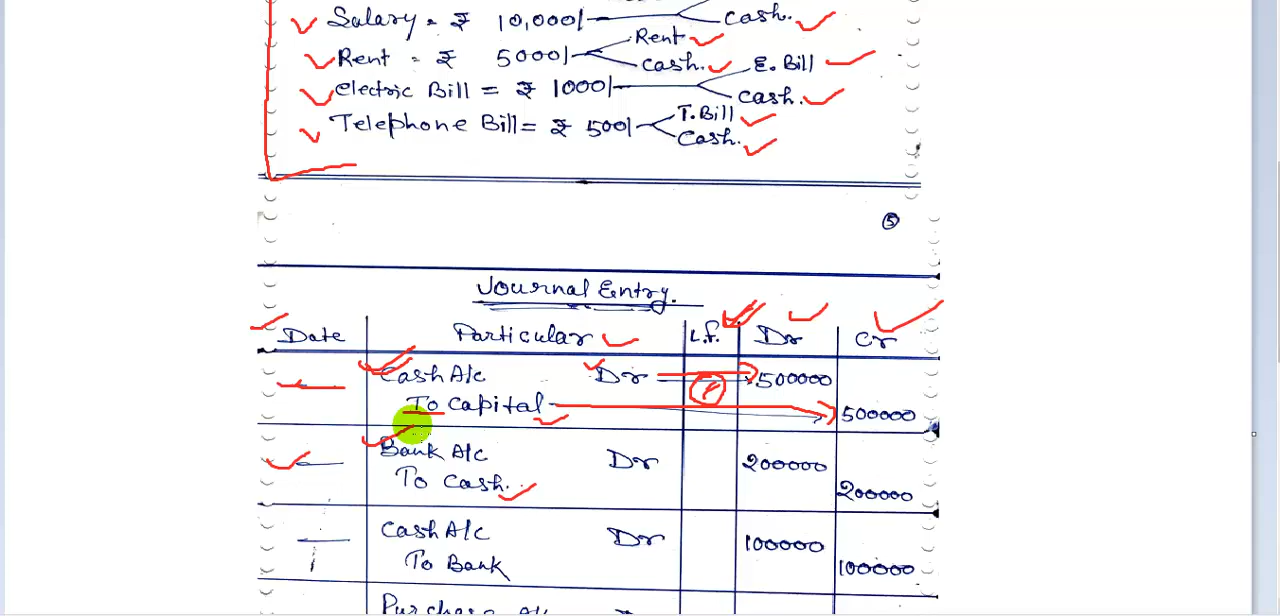 Salary = ₹ 10,000/- Cash.
Rent = ₹ 5000/- Rent Cash.
Electric Bill = ₹ 1000/- E. Bill Cash.
Telephone Bill = ₹ 500/- T. Bill Cash.
5
Journal Entry.
Date Particular L.f. Dr Cr
Cash A/c Dr 500000
To Capital 500000
Bank A/c Dr 200000
To Cash. 200000
Cash A/c Dr 100000
To Bank 100000
Purchase A/c